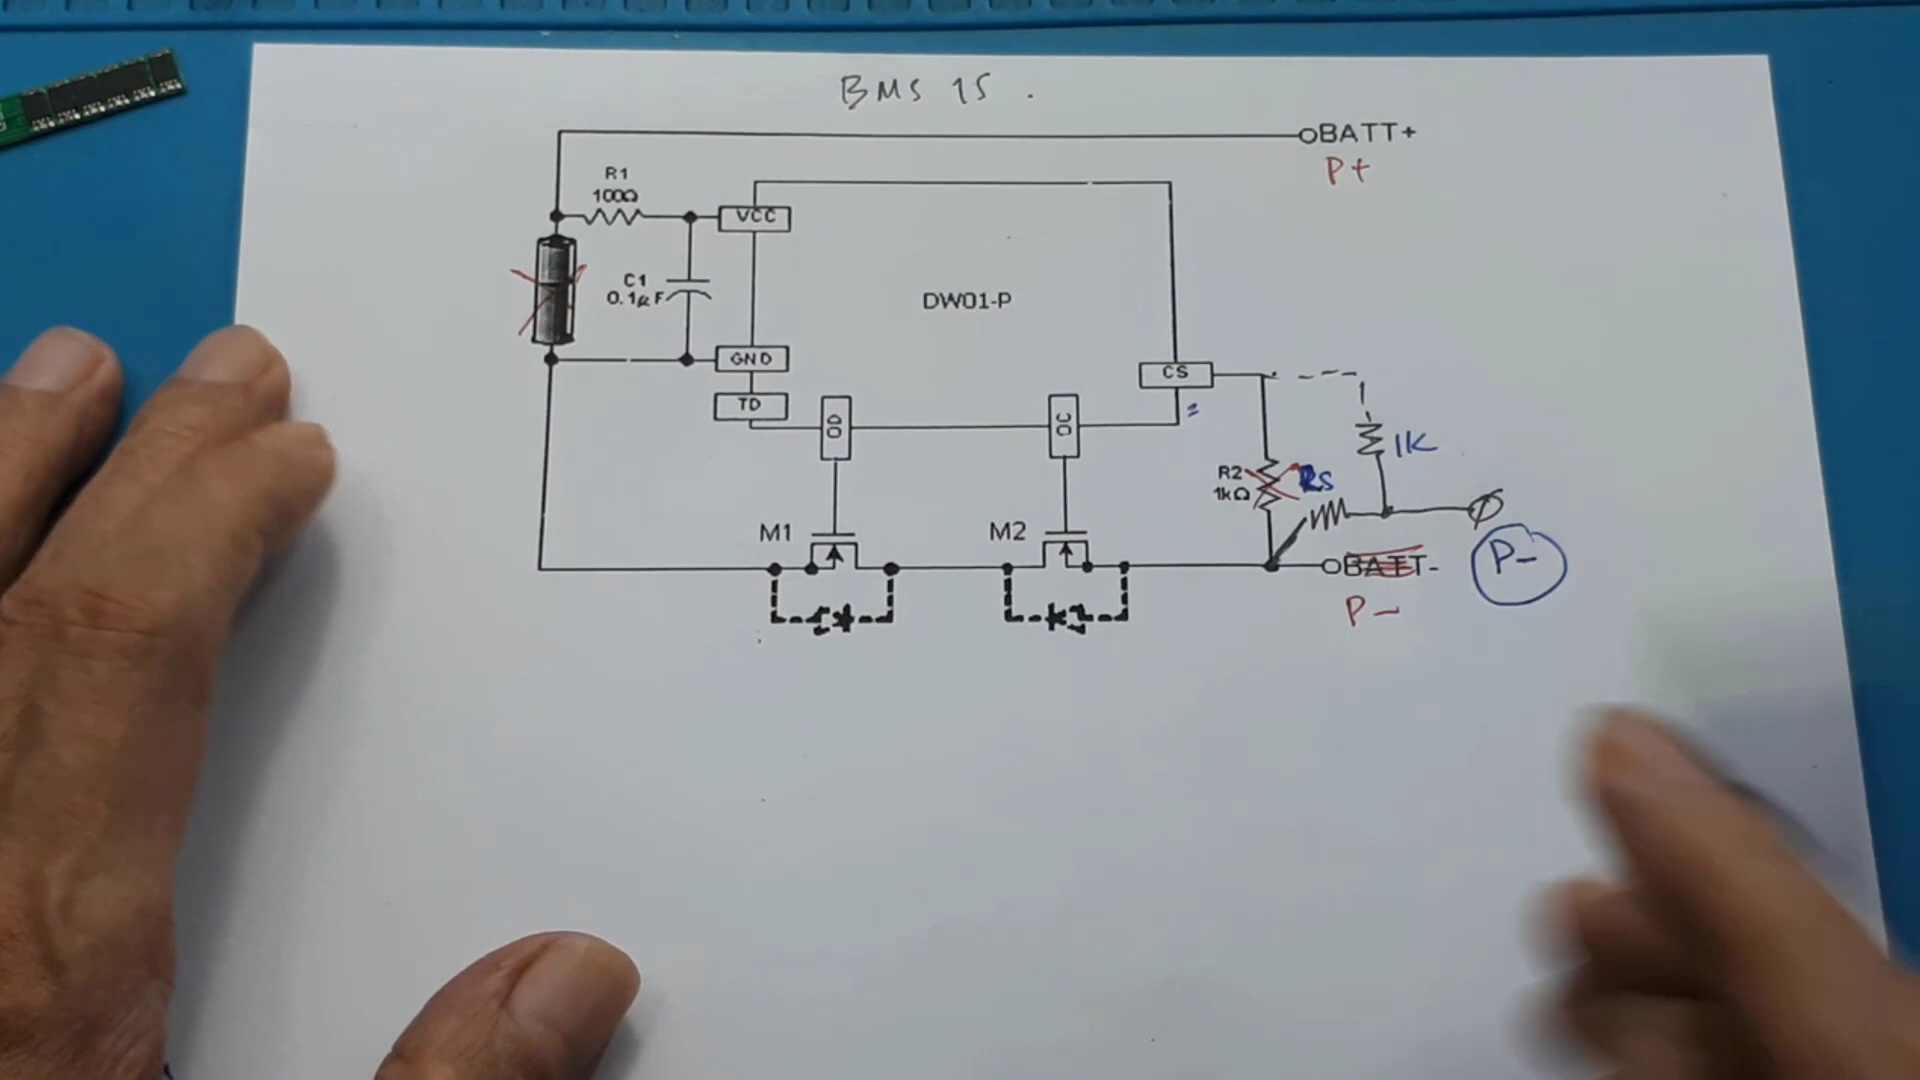 BMS 1S .
BATT+
P+
R1
100Ω
VCC
C1
0.1µF
DW01-P
GND
CS
TD
OD
OC
=
1K
R2
1kΩ
RS
M1
M2
BATT-
P-
P-